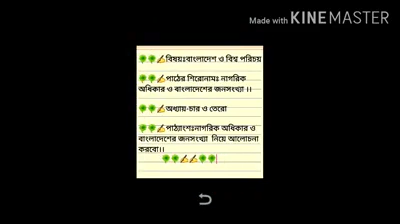 Made with KINEMASTER
🌳🌳✍বিষয়ঃবাংলাদেশ ও বিশ্ব পরিচয়
🌳🌳✍পাঠের শিরোনামঃ নাগরিক
অধিকার ও বাংলাদেশের জনসংখ্যা ।।
🌳🌳✍অধ্যায়-চার ও তেরো
🌳🌳✍পাঠ্যাংশঃনাগরিক অধিকার ও
বাংলাদেশের জনসংখ্যা নিয়ে আলোচনা
করবো।।
🌳🌳✍✍🌳🌳